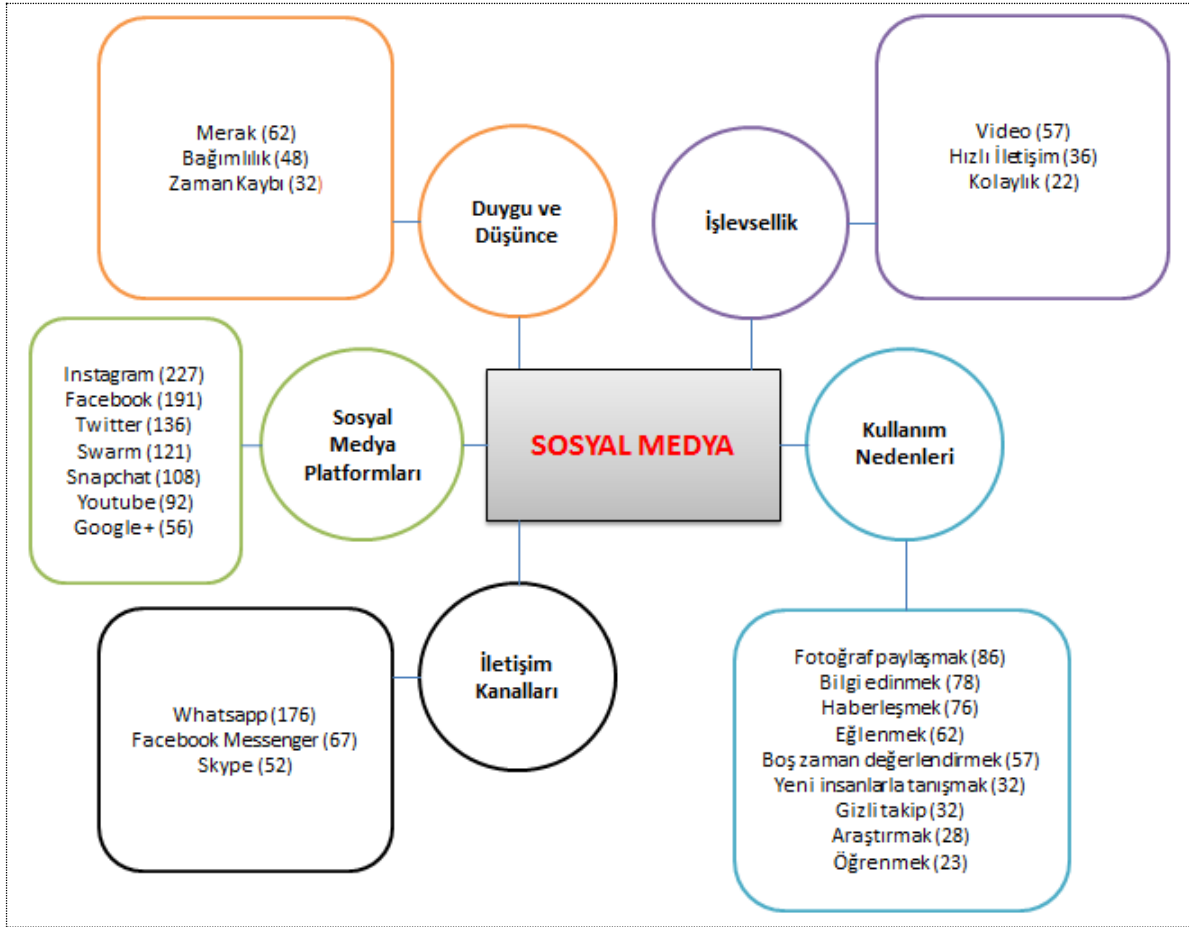 Merak (62)
Bağımlılık (48)
Zaman Kaybı (32)
Duygu ve
Düşünce
İşlevsellik
Video (57)
Hızlı İletişim (36)
Kolaylık (22)
Instagram (227)
Facebook (191)
Twitter (136)
Swarm (121)
Snapchat (108)
Youtube (92)
Google+ (56)
Sosyal
Medya
Platformları
SOSYAL MEDYA
Kullanım
Nedenleri
Whatsapp (176)
Facebook Messenger (67)
Skype (52)
İletişim
Kanalları
Fotoğraf paylaşmak (86)
Bilgi edinmek (78)
Haberleşmek (76)
Eğlenmek (62)
Boş zaman değerlendirmek (57)
Yeni insanlarla tanışmak (32)
Gizli takip (32)
Araştırmak (28)
Öğrenmek (23)